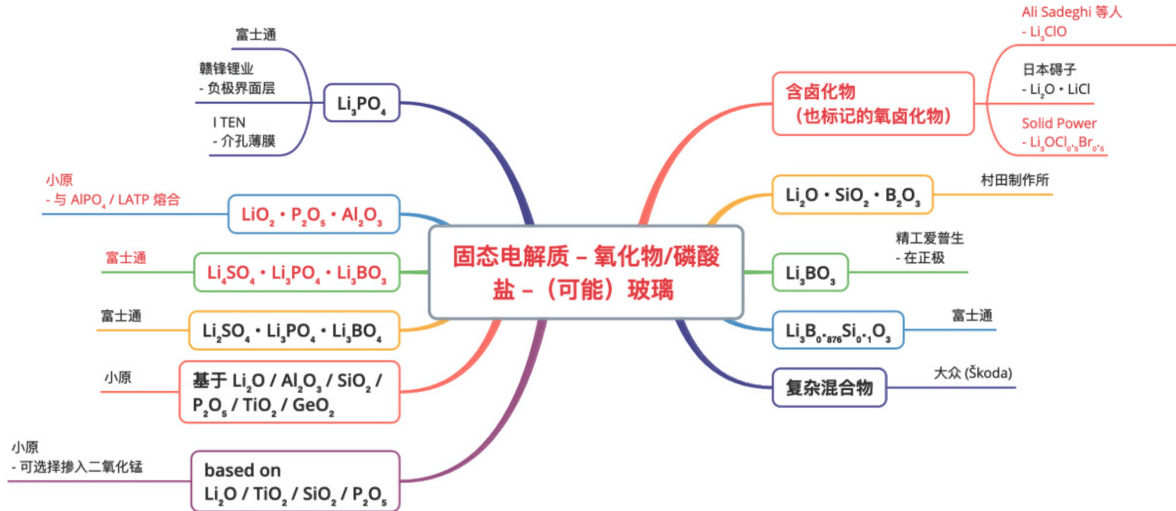 固态电解质 – 氧化物/磷酸
盐 –（可能）玻璃
富士通
赣锋锂业
- 负极界面层
I TEN
- 介孔薄膜
Li₃PO₄
小原
- 与 AlPO₄ / LATP 熔合
LiO₂・P₂O₅・Al₂O₃
富士通
Li₄SO₄・Li₃PO₄・Li₃BO₃
富士通
Li₂SO₄・Li₃PO₄・Li₃BO₄
小原
基于 Li₂O / Al₂O₃ / SiO₂ /
P₂O₅ / TiO₂ / GeO₂
小原
- 可选择掺入二氧化锰
based on
Li₂O / TiO₂ / SiO₂ / P₂O₅
含卤化物
（也标记的氧卤化物）
Ali Sadeghi 等人
- Li₃ClO
日本碍子
- Li₂O・LiCl
Solid Power
- Li₃OCl₀.₅Br₀.₅
Li₂O・SiO₂・B₂O₃
村田制作所
Li₃BO₃
精工爱普生
- 在正极
Li₃B₀.₈₇₆Si₀.₁O₃
富士通
复杂混合物
大众 (Škoda)